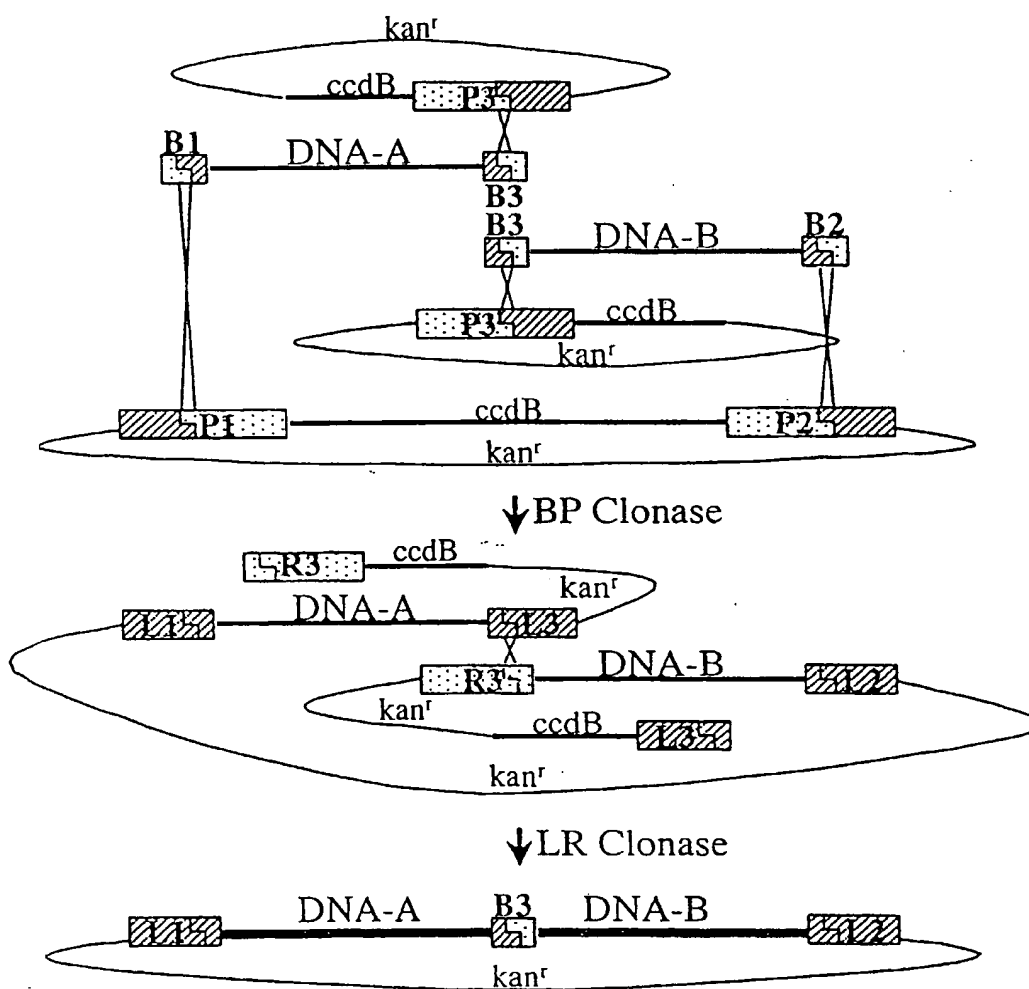 kanʳ
ccdB P3
B1 DNA-A
B3
B3 DNA-B B2
P3 ccdB
kanʳ
P1 ccdB P2
kanʳ
BP Clonase
R3 ccdB
kanʳ
L1 DNA-A L3
R3 DNA-B L2
kanʳ
ccdB L3
kanʳ
LR Clonase
L1 DNA-A B3 DNA-B L2
kanʳ